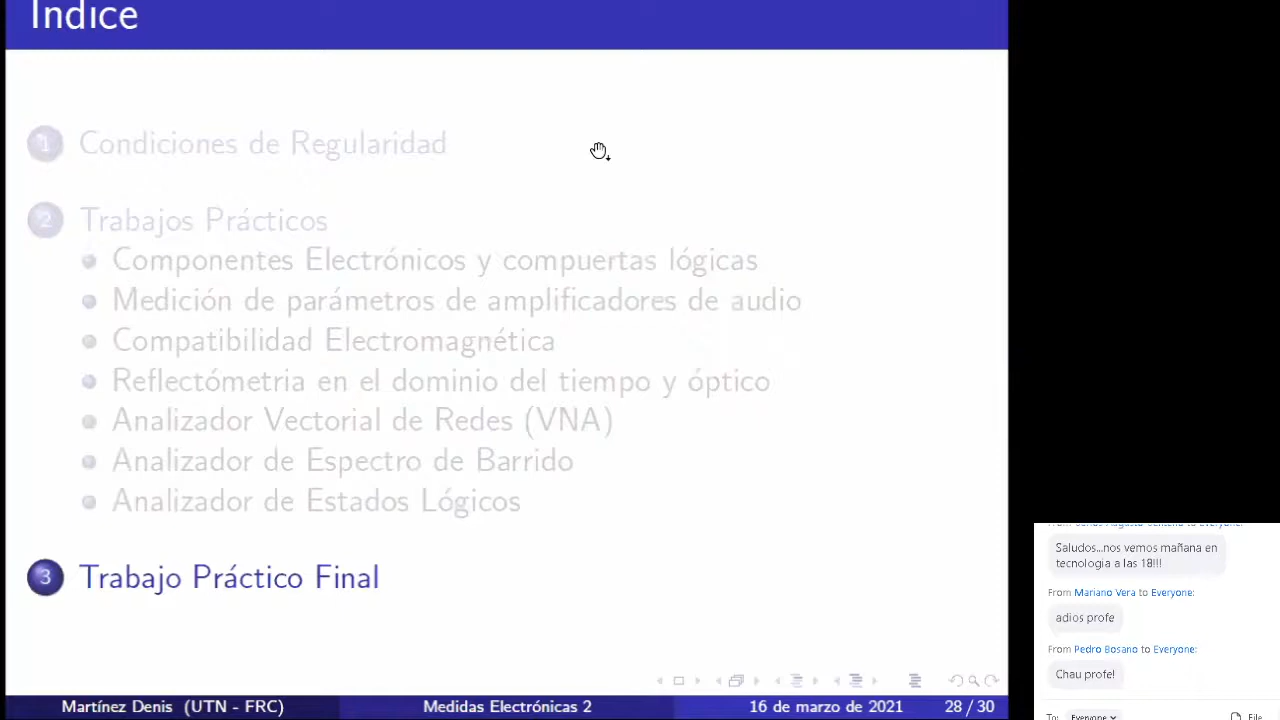 Índice
1 Condiciones de Regularidad
2 Trabajos Prácticos
Componentes Electrónicos y compuertas lógicas
Medición de parámetros de amplificadores de audio
Compatibilidad Electromagnética
Reflectómetria en el dominio del tiempo y óptico
Analizador Vectorial de Redes (VNA)
Analizador de Espectro de Barrido
Analizador de Estados Lógicos
3 Trabajo Práctico Final
Martínez Denis (UTN - FRC) Medidas Electrónicas 2 16 de marzo de 2021 28 / 30
Saludos...nos vemos mañana en
tecnologia a las 18!!!
From Mariano Vera to Everyone:
adios profe
From Pedro Bosano to Everyone:
Chau profe!
To: Everyone File